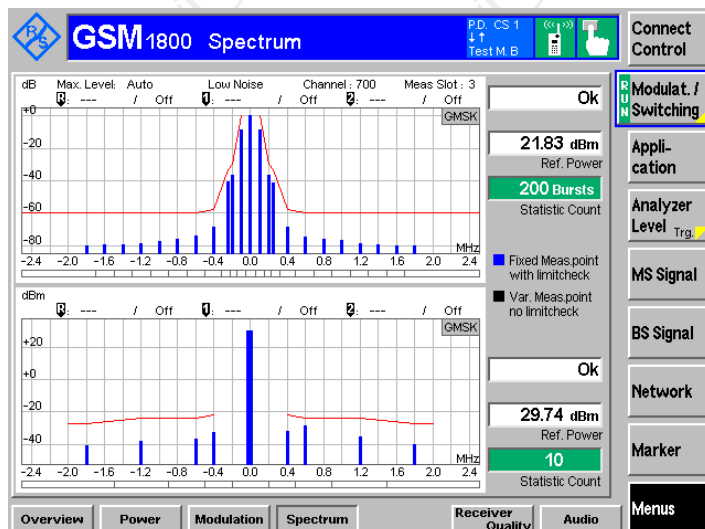 R/S
GSM 1800 Spectrum
P.D. CS 1
↓↑
Test M. B
Connect
Control
dB Max. Level: Auto Low Noise Channel : 700 Meas Slot : 3
R: --- / Off 1: --- / Off 2: --- / Off
GMSK
+0
-20
-40
-60
-80
MHz
-2.4 -2.0 -1.6 -1.2 -0.8 -0.4 0.0 0.4 0.8 1.2 1.6 2.0 2.4
Ok
21.83 dBm
Ref. Power
200 Bursts
Statistic Count
Fixed Meas.point
with limitcheck
Var. Meas.point
no limitcheck
dBm
R: --- / Off 1: --- / Off 2: --- / Off
GMSK
+20
+0
-20
-40
MHz
-2.4 -2.0 -1.6 -1.2 -0.8 -0.4 0.0 0.4 0.8 1.2 1.6 2.0 2.4
Ok
29.74 dBm
Ref. Power
10
Statistic Count
RUN
Modulat. /
Switching
Appli-
cation
Analyzer
Level Trg.
MS Signal
BS Signal
Network
Marker
Menus
Overview Power Modulation Spectrum Receiver
Quality Audio